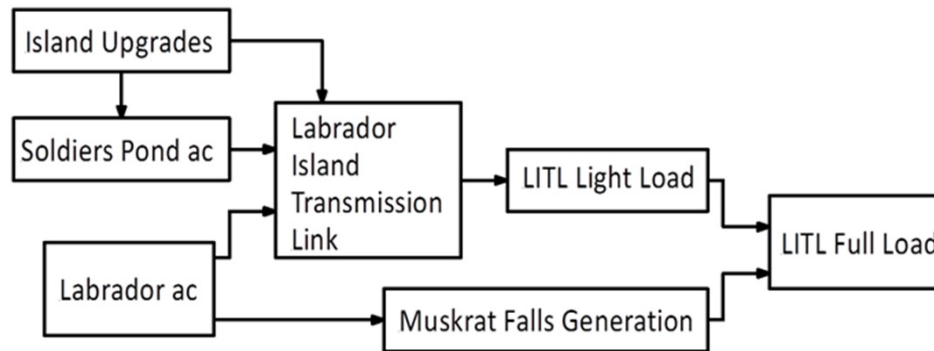 Island Upgrades
Soldiers Pond ac
Labrador
Island
Transmission
Link
LITL Light Load
LITL Full Load
Labrador ac
Muskrat Falls Generation